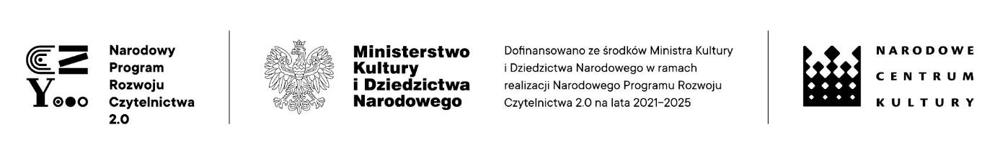 Narodowy
Program
Rozwoju
Czytelnictwa
2.0
Ministerstwo
Kultury
i Dziedzictwa
Narodowego
Dofinansowano ze środków Ministra Kultury
i Dziedzictwa Narodowego w ramach
realizacji Narodowego Programu Rozwoju
Czytelnictwa 2.0 na lata 2021–2025
NARODOWE
CENTRUM
KULTURY